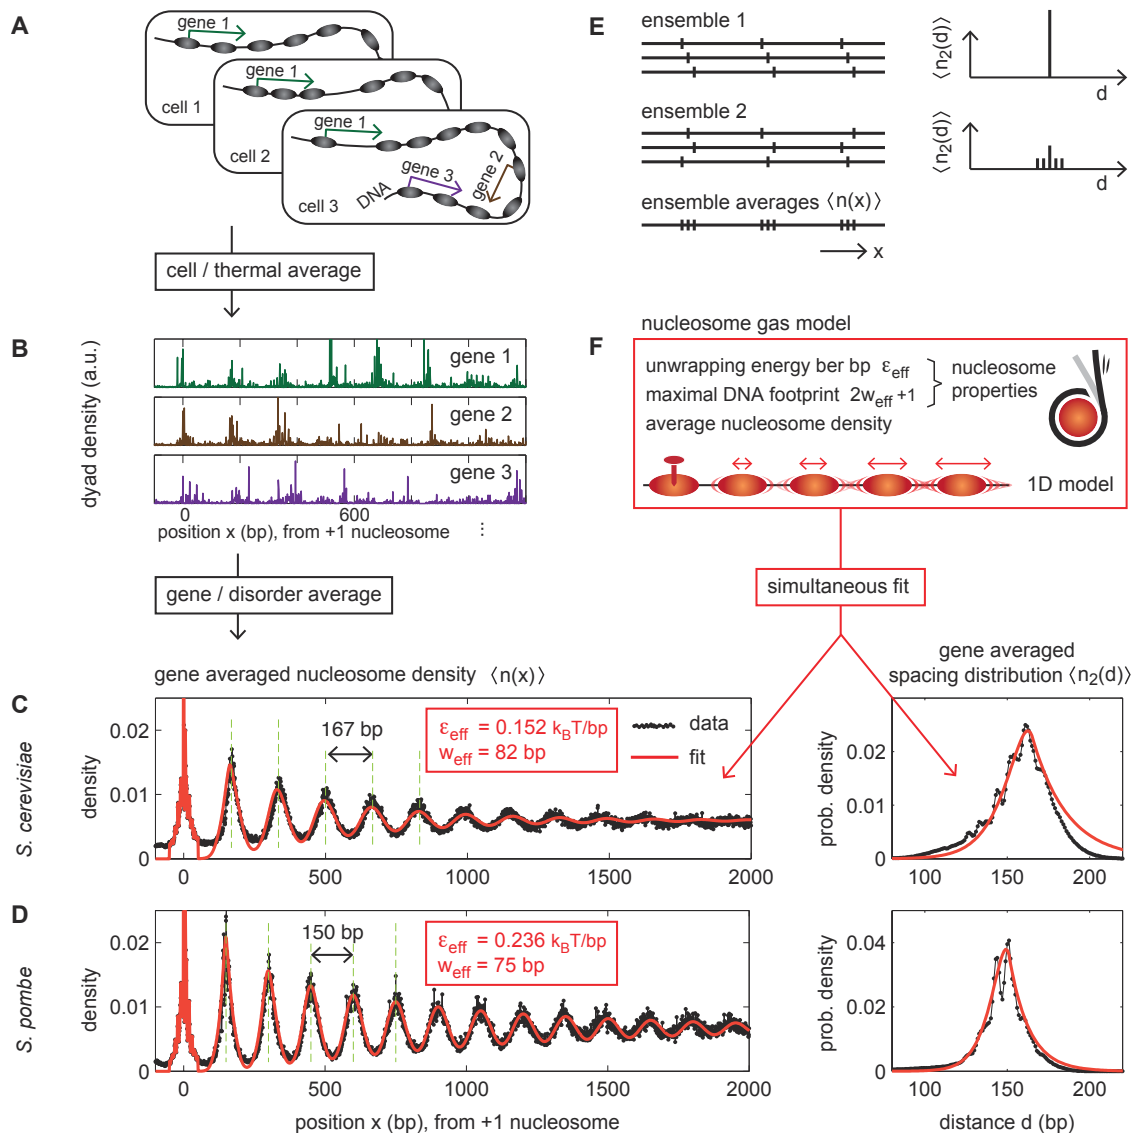 A
gene 1
cell 1
gene 1
cell 2
gene 1
gene 2
gene 3
DNA
cell 3
cell / thermal average
B
dyad density (a.u.)
gene 1
gene 2
gene 3
0
600
position x (bp), from +1 nucleosome
⋮
gene / disorder average
E
ensemble 1
⟨n₂(d)⟩
d
ensemble 2
⟨n₂(d)⟩
d
ensemble averages ⟨n(x)⟩
x
nucleosome gas model
F
unwrapping energy ber bp ε_eff
maximal DNA footprint 2w_eff +1
average nucleosome density
nucleosome
properties
1D model
simultaneous fit
gene averaged nucleosome density ⟨n(x)⟩
gene averaged
spacing distribution ⟨n₂(d)⟩
C
S. cerevisiae
density
0.02
0.01
0
167 bp
ε_eff = 0.152 k_BT/bp
w_eff = 82 bp
data
fit
0
500
1000
1500
2000
prob. density
0.02
0.01
0
100
150
200
D
S. pombe
density
0.02
0.01
0
150 bp
ε_eff = 0.236 k_BT/bp
w_eff = 75 bp
0
500
1000
1500
2000
position x (bp), from +1 nucleosome
prob. density
0.04
0.02
0
100
150
200
distance d (bp)